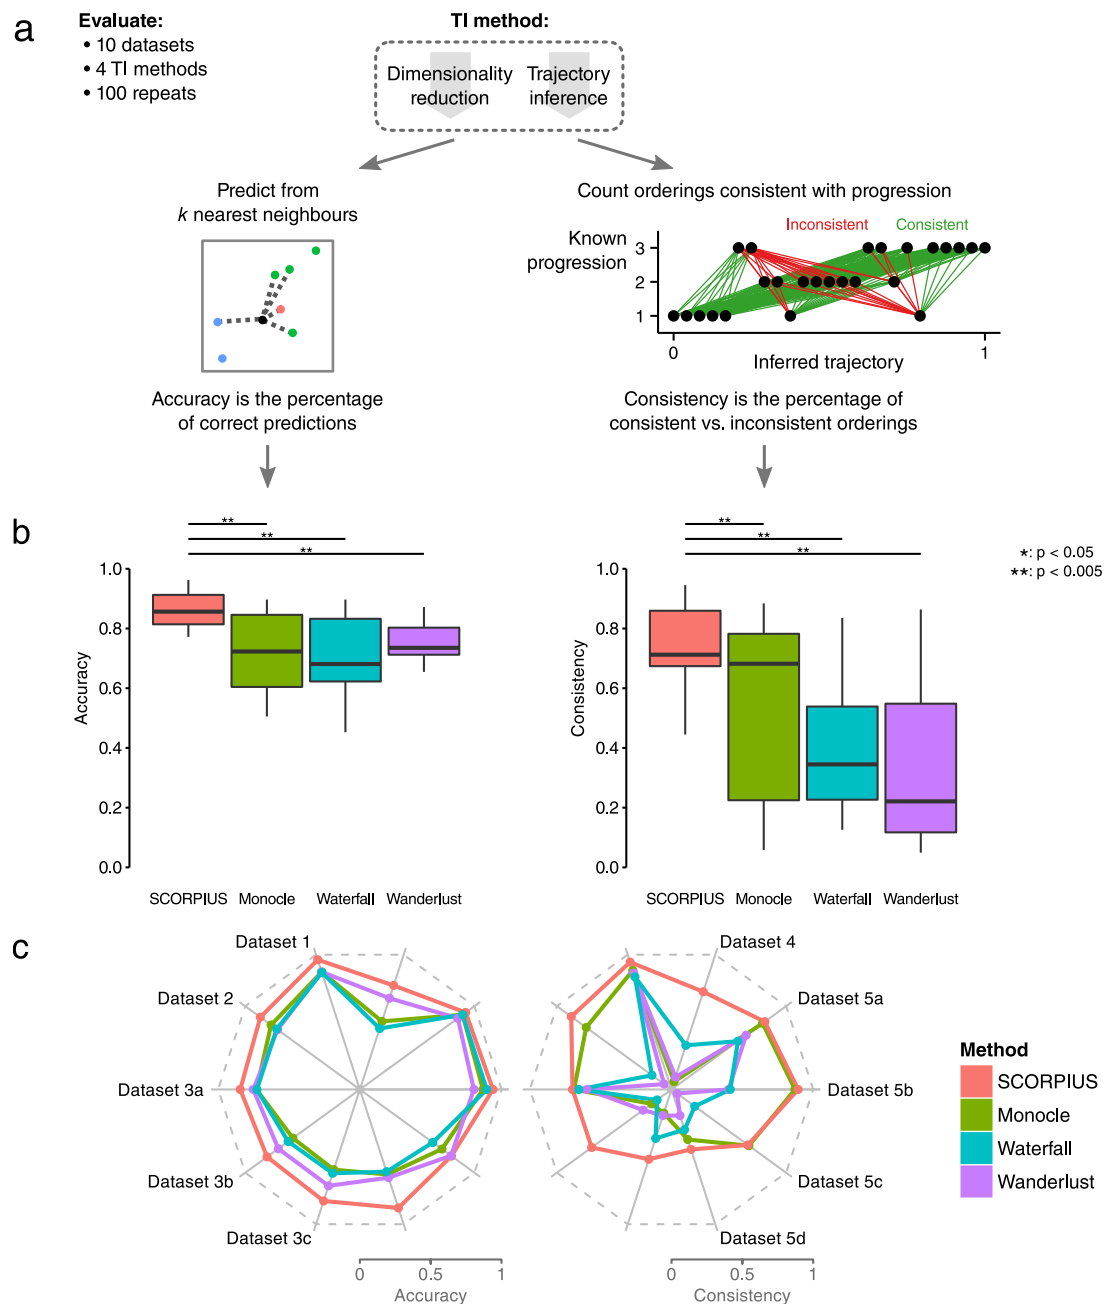 a
Evaluate:
• 10 datasets
• 4 TI methods
• 100 repeats
TI method:
Dimensionality
reduction
Trajectory
inference
Predict from
k nearest neighbours
Accuracy is the percentage
of correct predictions
Count orderings consistent with progression
Inconsistent
Consistent
Known
progression
3
2
1
0
1
Inferred trajectory
Consistency is the percentage of
consistent vs. inconsistent orderings
b
**
**
**
1.0
0.8
0.6
0.4
0.2
0.0
Accuracy
SCORPIUS
Monocle
Waterfall
Wanderlust
**
**
**
1.0
0.8
0.6
0.4
0.2
0.0
Consistency
SCORPIUS
Monocle
Waterfall
Wanderlust
*: p < 0.05
**: p < 0.005
c
Dataset 1
Dataset 2
Dataset 3a
Dataset 3b
Dataset 3c
0
0.5
1
Accuracy
Dataset 4
Dataset 5a
Dataset 5b
Dataset 5c
Dataset 5d
0
0.5
1
Consistency
Method
SCORPIUS
Monocle
Waterfall
Wanderlust